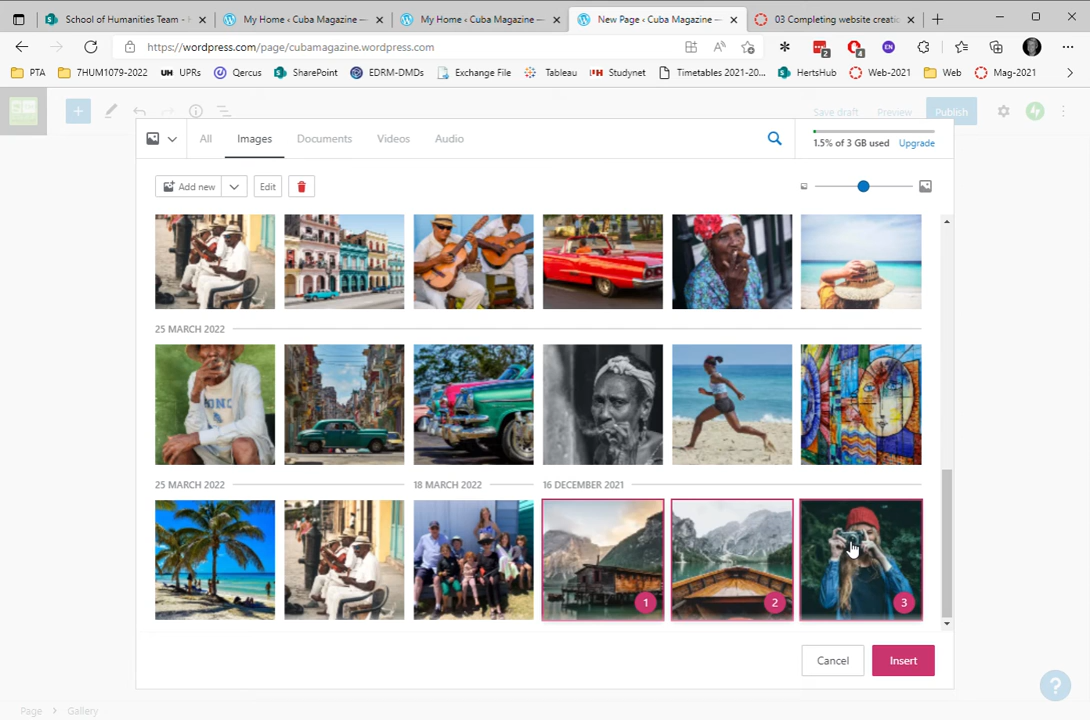 School of Humanities Team -
My Home ‹ Cuba Magazine —
My Home ‹ Cuba Magazine —
New Page ‹ Cuba Magazine —
03 Completing website creatio
https://wordpress.com/page/cubamagazine.wordpress.com
PTA
7HUM1079-2022
UH UPRs
Qercus
SharePoint
EDRM-DMDs
Exchange File
Tableau
Studynet
Timetables 2021-20...
HertsHub
Web-2021
Web
Mag-2021
Save draft
Preview
Publish
All
Images
Documents
Videos
Audio
1.5% of 3 GB used Upgrade
Add new
Edit
25 MARCH 2022
25 MARCH 2022
18 MARCH 2022
16 DECEMBER 2021
1
2
3
Cancel
Insert
Page > Gallery
?